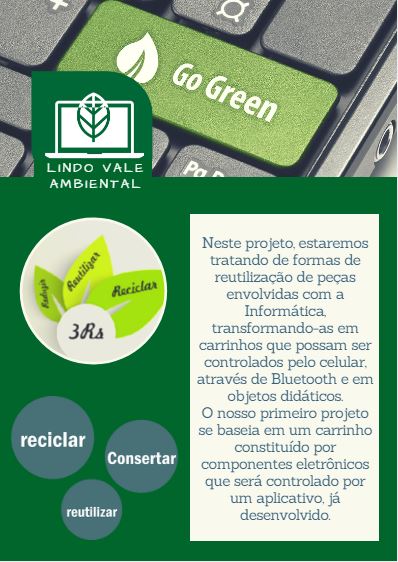 Go Green
Pg
LINDO VALE
AMBIENTAL
Reduzir
Reutilizar
Reciclar
3Rs
reciclar
Consertar
reutilizar
Neste projeto, estaremos
tratando de formas de
reutilização de peças
envolvidas com a
Informática,
transformando-as em
carrinhos que possam ser
controlados pelo celular,
através de Bluetooth e em
objetos didáticos.
O nosso primeiro projeto
se baseia em um carrinho
constituído por
componentes eletrônicos
que será controlado por
um aplicativo, já
desenvolvido.